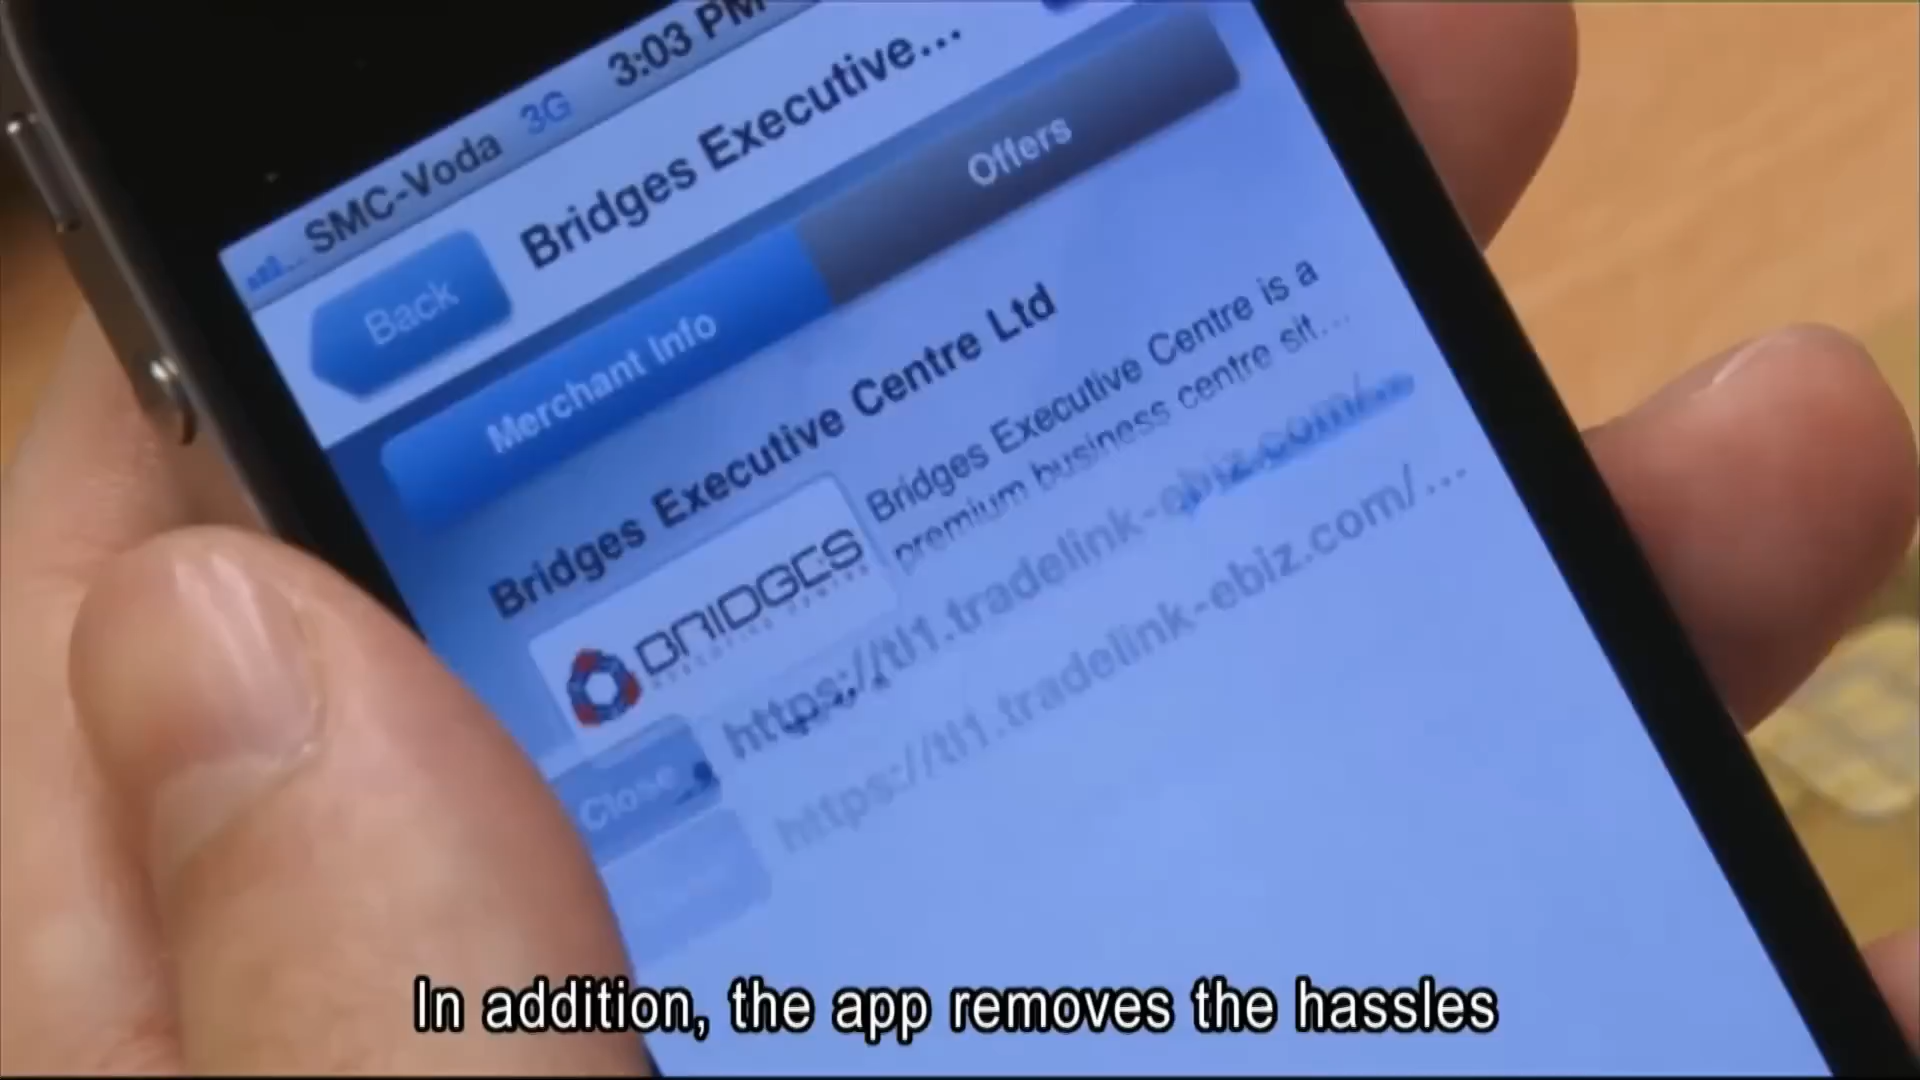 SMC-Voda 3G 3:03 PM
Back
Bridges Executive...
Merchant Info
Offers
Bridges Executive Centre Ltd
BRIDGES
Bridges Executive Centre is a
premium business centre sit...
https://tl1.tradelink-ebiz.com/...
https://tl1.tradelink-ebiz.com/...
Close
In addition, the app removes the hassles